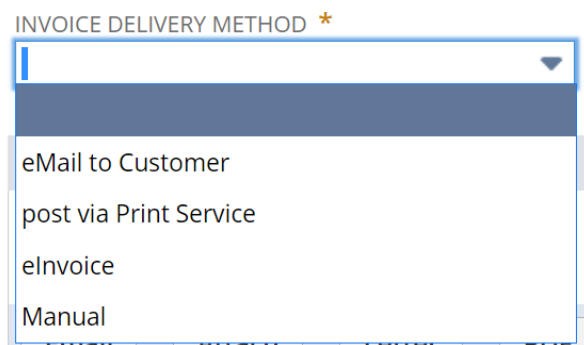 INVOICE DELIVERY METHOD *
eMail to Customer
post via Print Service
eInvoice
Manual